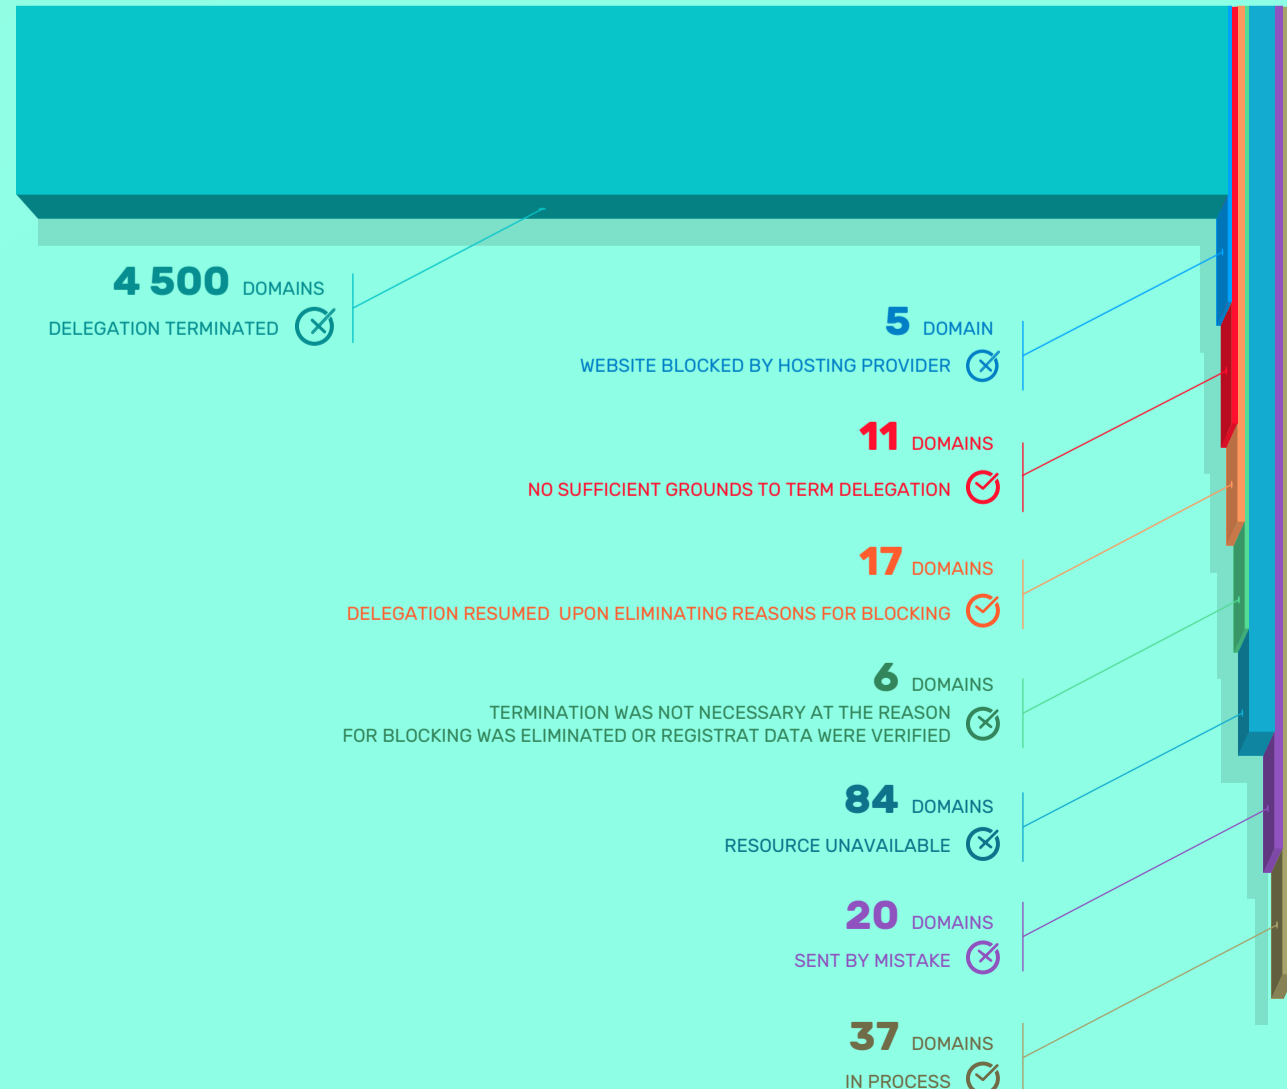 4 500 DOMAINS
DELEGATION TERMINATED
5 DOMAIN
WEBSITE BLOCKED BY HOSTING PROVIDER
11 DOMAINS
NO SUFFICIENT GROUNDS TO TERM DELEGATION
17 DOMAINS
DELEGATION RESUMED UPON ELIMINATING REASONS FOR BLOCKING
6 DOMAINS
TERMINATION WAS NOT NECESSARY AT THE REASON
FOR BLOCKING WAS ELIMINATED OR REGISTRAT DATA WERE VERIFIED
84 DOMAINS
RESOURCE UNAVAILABLE
20 DOMAINS
SENT BY MISTAKE
37 DOMAINS
IN PROCESS